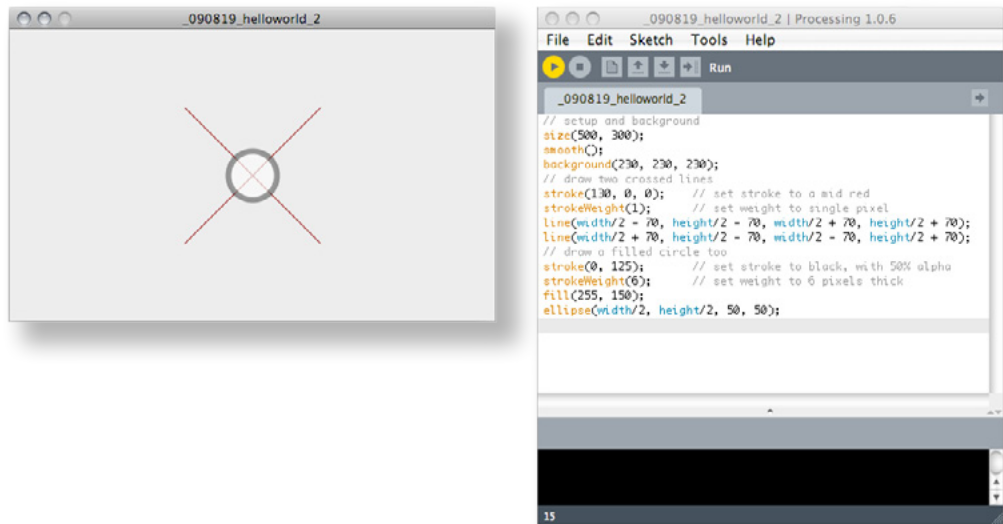 _090819_helloworld_2
_090819_helloworld_2 | Processing 1.0.6
File Edit Sketch Tools Help
Run
_090819_helloworld_2
// setup and background
size(500, 300);
smooth();
background(230, 230, 230);
// draw two crossed lines
stroke(130, 0, 0); // set stroke to a mid red
strokeWeight(1); // set weight to single pixel
line(width/2 - 70, height/2 - 70, width/2 + 70, height/2 + 70);
line(width/2 + 70, height/2 - 70, width/2 - 70, height/2 + 70);
// draw a filled circle too
stroke(0, 125); // set stroke to black, with 50% alpha
strokeWeight(6); // set weight to 6 pixels thick
fill(255, 150);
ellipse(width/2, height/2, 50, 50);
15